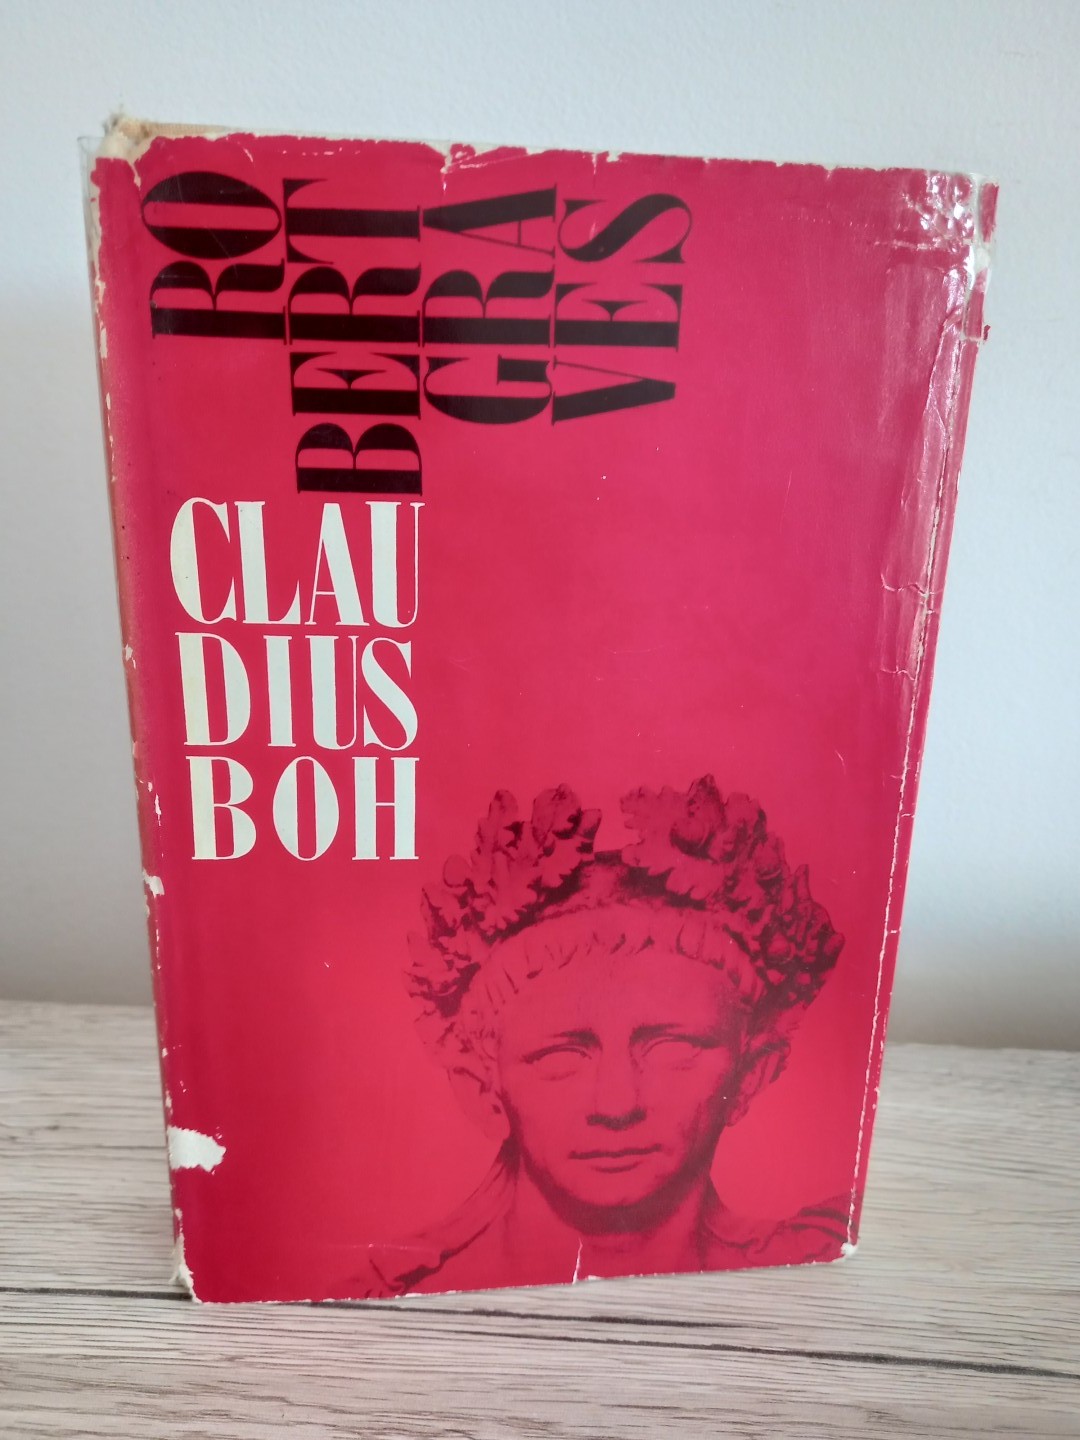 RO
BERT
GRA
VES
CLAU
DIUS
BOH